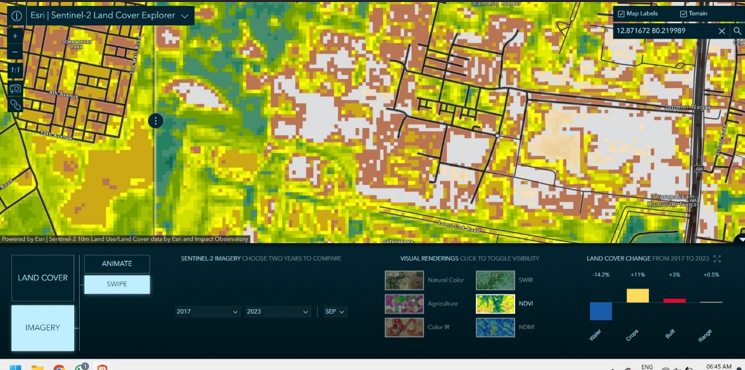 Esri | Sentinel-2 Land Cover Explorer
Map Labels
Terrain
12.871672 80.219989
1:1
Powered by Esri | Sentinel-2 10m Land Use/Land Cover data by Esri and Impact Observatory
LAND COVER
ANIMATE
SWIPE
IMAGERY
SENTINEL-2 IMAGERY CHOOSE TWO YEARS TO COMPARE
2017
2023
SEP
VISUAL RENDERINGS CLICK TO TOGGLE VISIBILITY
Natural Color
SWIR
Agriculture
NDVI
Color IR
NDMI
LAND COVER CHANGE FROM 2017 TO 2023
-14.2%
+11%
+3%
+0.5%
Water
Crops
Built
Range
ENG
06:45 AM